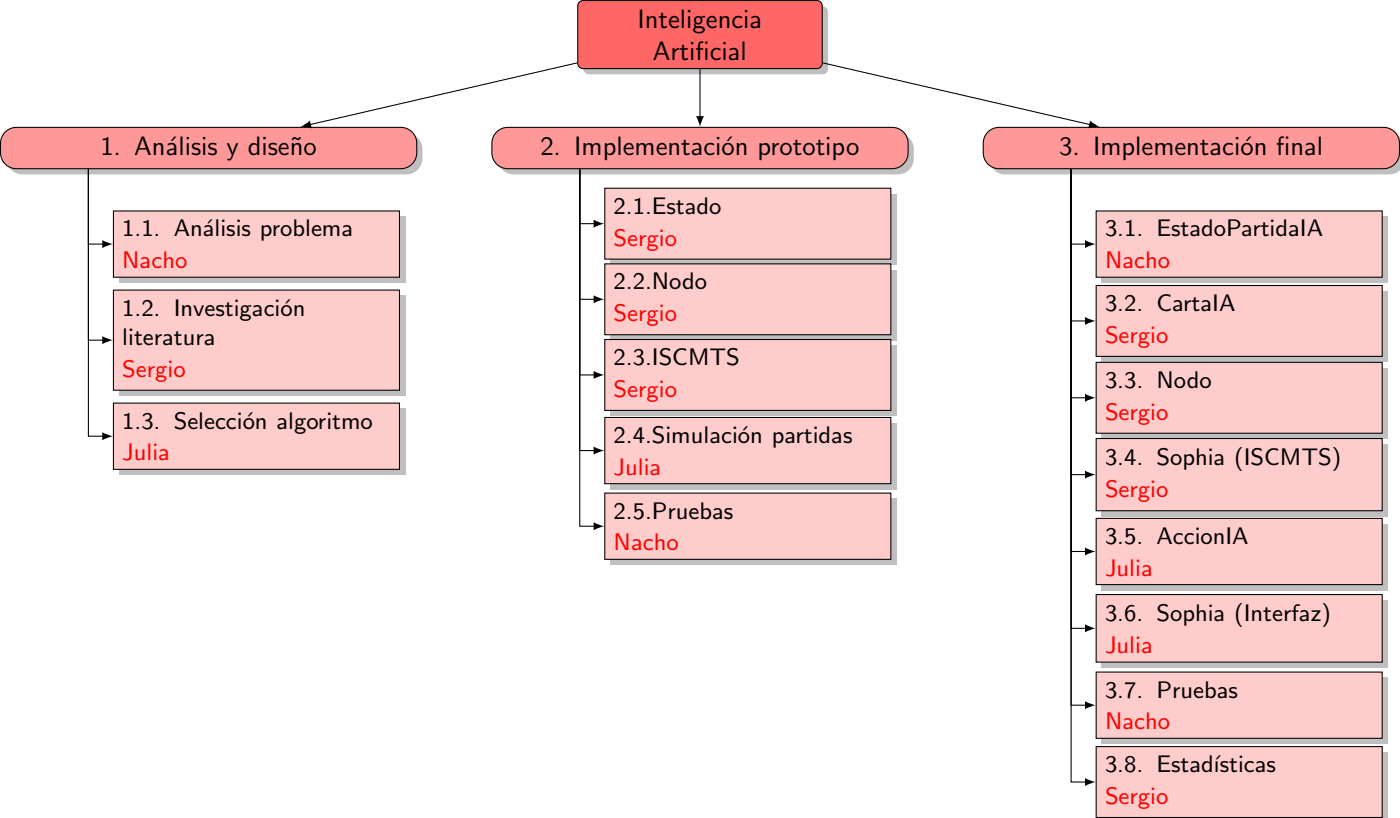 Inteligencia
Artificial
1. Análisis y diseño
1.1. Análisis problema
Nacho
1.2. Investigación
literatura
Sergio
1.3. Selección algoritmo
Julia
2. Implementación prototipo
2.1.Estado
Sergio
2.2.Nodo
Sergio
2.3.ISCMTS
Sergio
2.4.Simulación partidas
Julia
2.5.Pruebas
Nacho
3. Implementación final
3.1. EstadoPartidaIA
Nacho
3.2. CartaIA
Sergio
3.3. Nodo
Sergio
3.4. Sophia (ISCMTS)
Sergio
3.5. AccionIA
Julia
3.6. Sophia (Interfaz)
Julia
3.7. Pruebas
Nacho
3.8. Estadísticas
Sergio